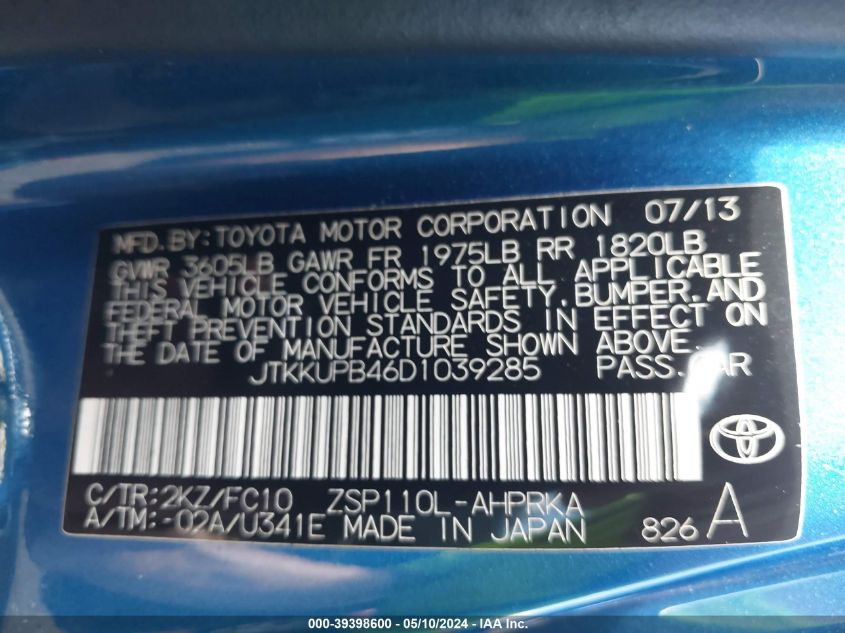 MFD.BY:TOYOTA MOTOR CORPORATION 07/13
GVWR 3605LB GAWR FR 1975LB RR 1820LB
THIS VEHICLE CONFORMS TO ALL APPLICABLE
FEDERAL MOTOR VEHICLE SAFETY,BUMPER,AND
THEFT PREVENTION STANDARDS IN EFFECT ON
THE DATE OF MANUFACTURE SHOWN ABOVE.
JTKKUPB46D1039285 PASS.CAR
C/TR:2KZ/FC10 ZSP110L-AHPRKA
A/TM:-02A/U341E MADE IN JAPAN 826 A
000-39398600 - 05/10/2024 - IAA Inc.